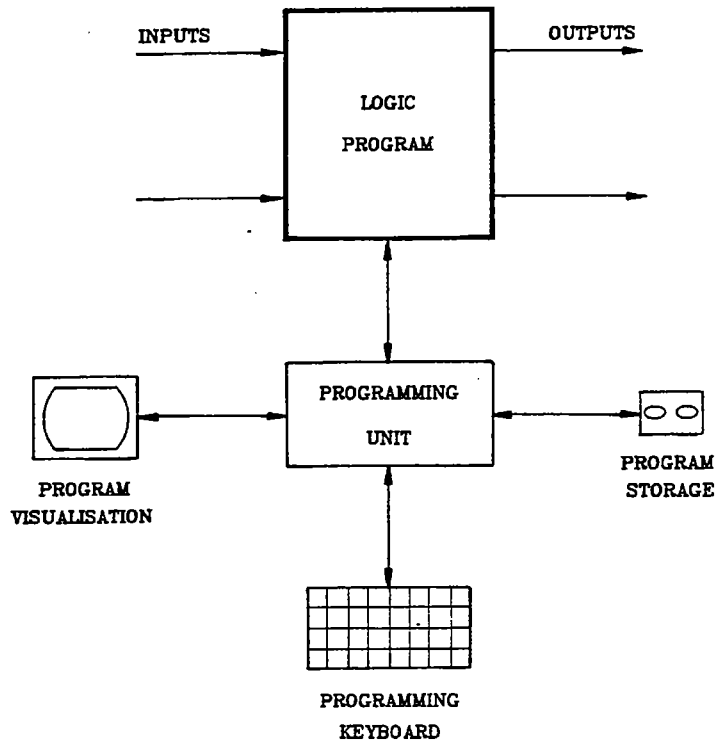 INPUTS
OUTPUTS
LOGIC
PROGRAM
PROGRAMMING
UNIT
PROGRAM
VISUALISATION
PROGRAM
STORAGE
PROGRAMMING
KEYBOARD